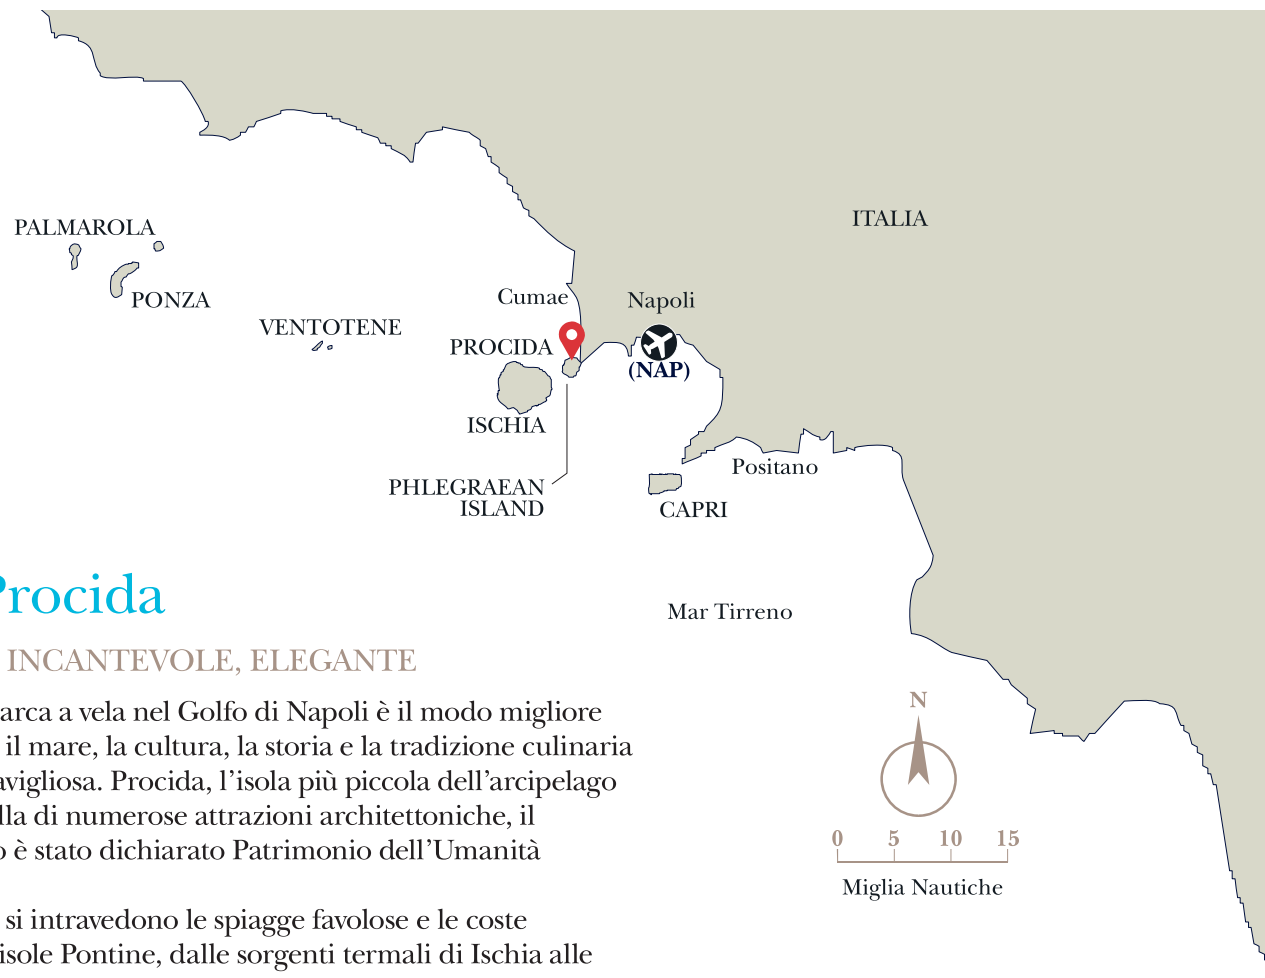 ITALIA
PALMAROLA
PONZA
VENTOTENE
Cumae
Napoli
PROCIDA
(NAP)
ISCHIA
PHLEGRAEAN
ISLAND
Positano
CAPRI
Mar Tirreno
Procida
INCANTEVOLE, ELEGANTE
arca a vela nel Golfo di Napoli è il modo migliore
il mare, la cultura, la storia e la tradizione culinaria
avigliosa. Procida, l’isola più piccola dell’arcipelago
lla di numerose attrazioni architettoniche, il
o è stato dichiarato Patrimonio dell’Umanità
si intravedono le spiagge favolose e le coste
isole Pontine, dalle sorgenti termali di Ischia alle
N
0 5 10 15
Miglia Nautiche